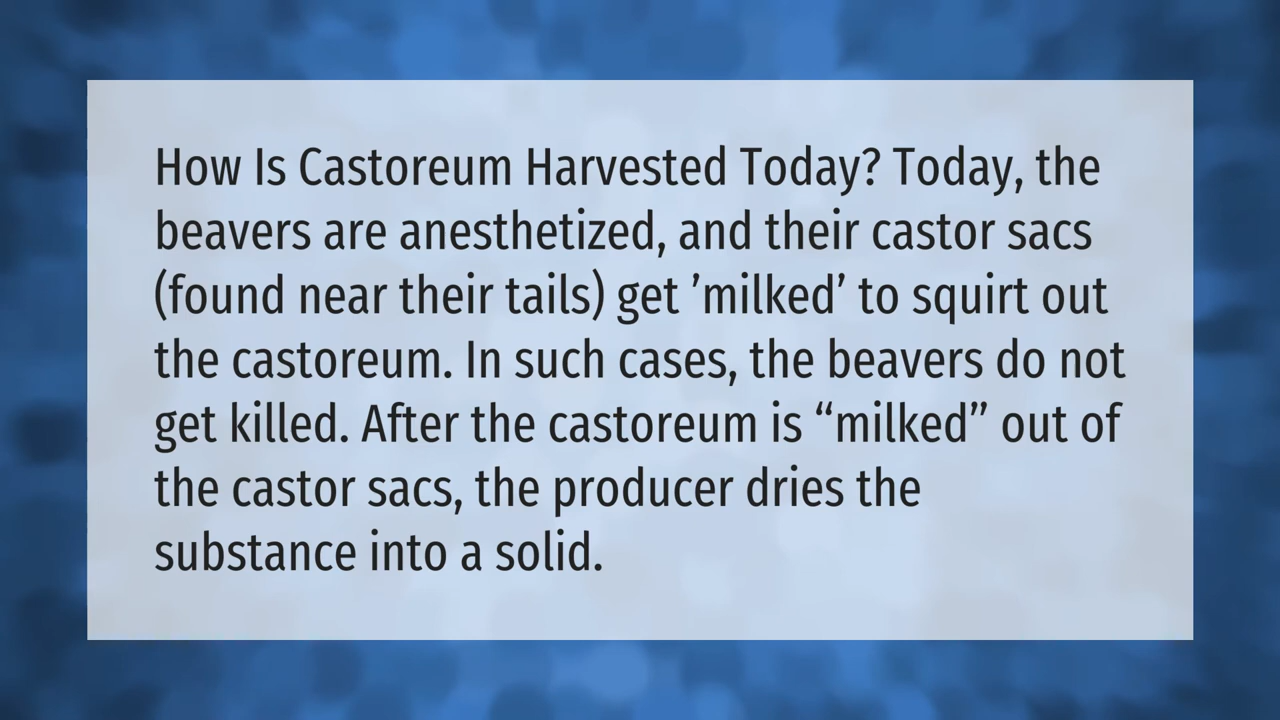 How Is Castoreum Harvested Today? Today, the
beavers are anesthetized, and their castor sacs
(found near their tails) get ’milked’ to squirt out
the castoreum. In such cases, the beavers do not
get killed. After the castoreum is “milked” out of
the castor sacs, the producer dries the
substance into a solid.